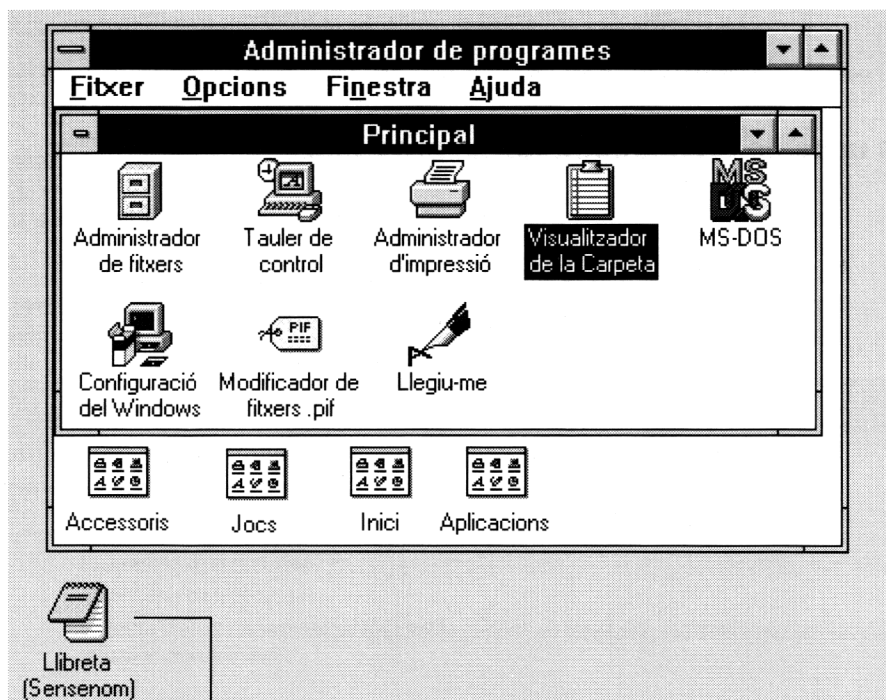 Administrador de programes
Fitxer Opcions Finestra Ajuda
Principal
Administrador
de fitxers
Tauler de
control
Administrador
d'impressió
Visualitzador
de la Carpeta
MS-DOS
MS-DOS
Configuració
del Windows
PIF
Modificador de
fitxers .pif
Llegiu-me
Accessoris
Jocs
Inici
Aplicacions
Llibreta
(Sensenom)